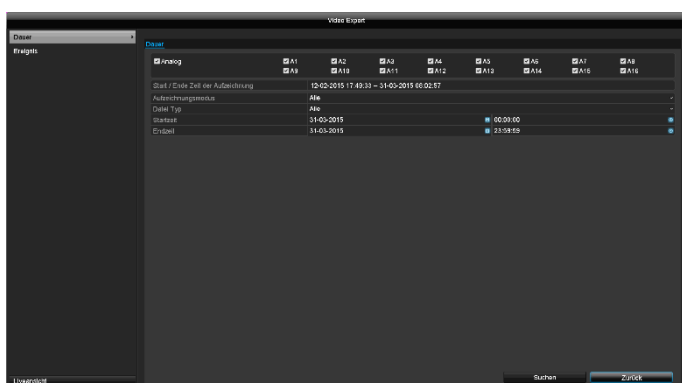 Video Export
Dauer
Ereignis
Dauer
Analog A1 A2 A3 A4 A5 A6 A7 A8
A9 A10 A11 A12 A13 A14 A15 A16
Start / Ende Zeit der Aufzeichnung 12-02-2015 17:49:33 – 31-03-2015 08:02:57
Aufzeichnungsmodus Alle
Datei Typ Alle
Startzeit 31-03-2015 00:00:00
Endzeit 31-03-2015 23:59:59
Liveansicht
Suchen Zurück